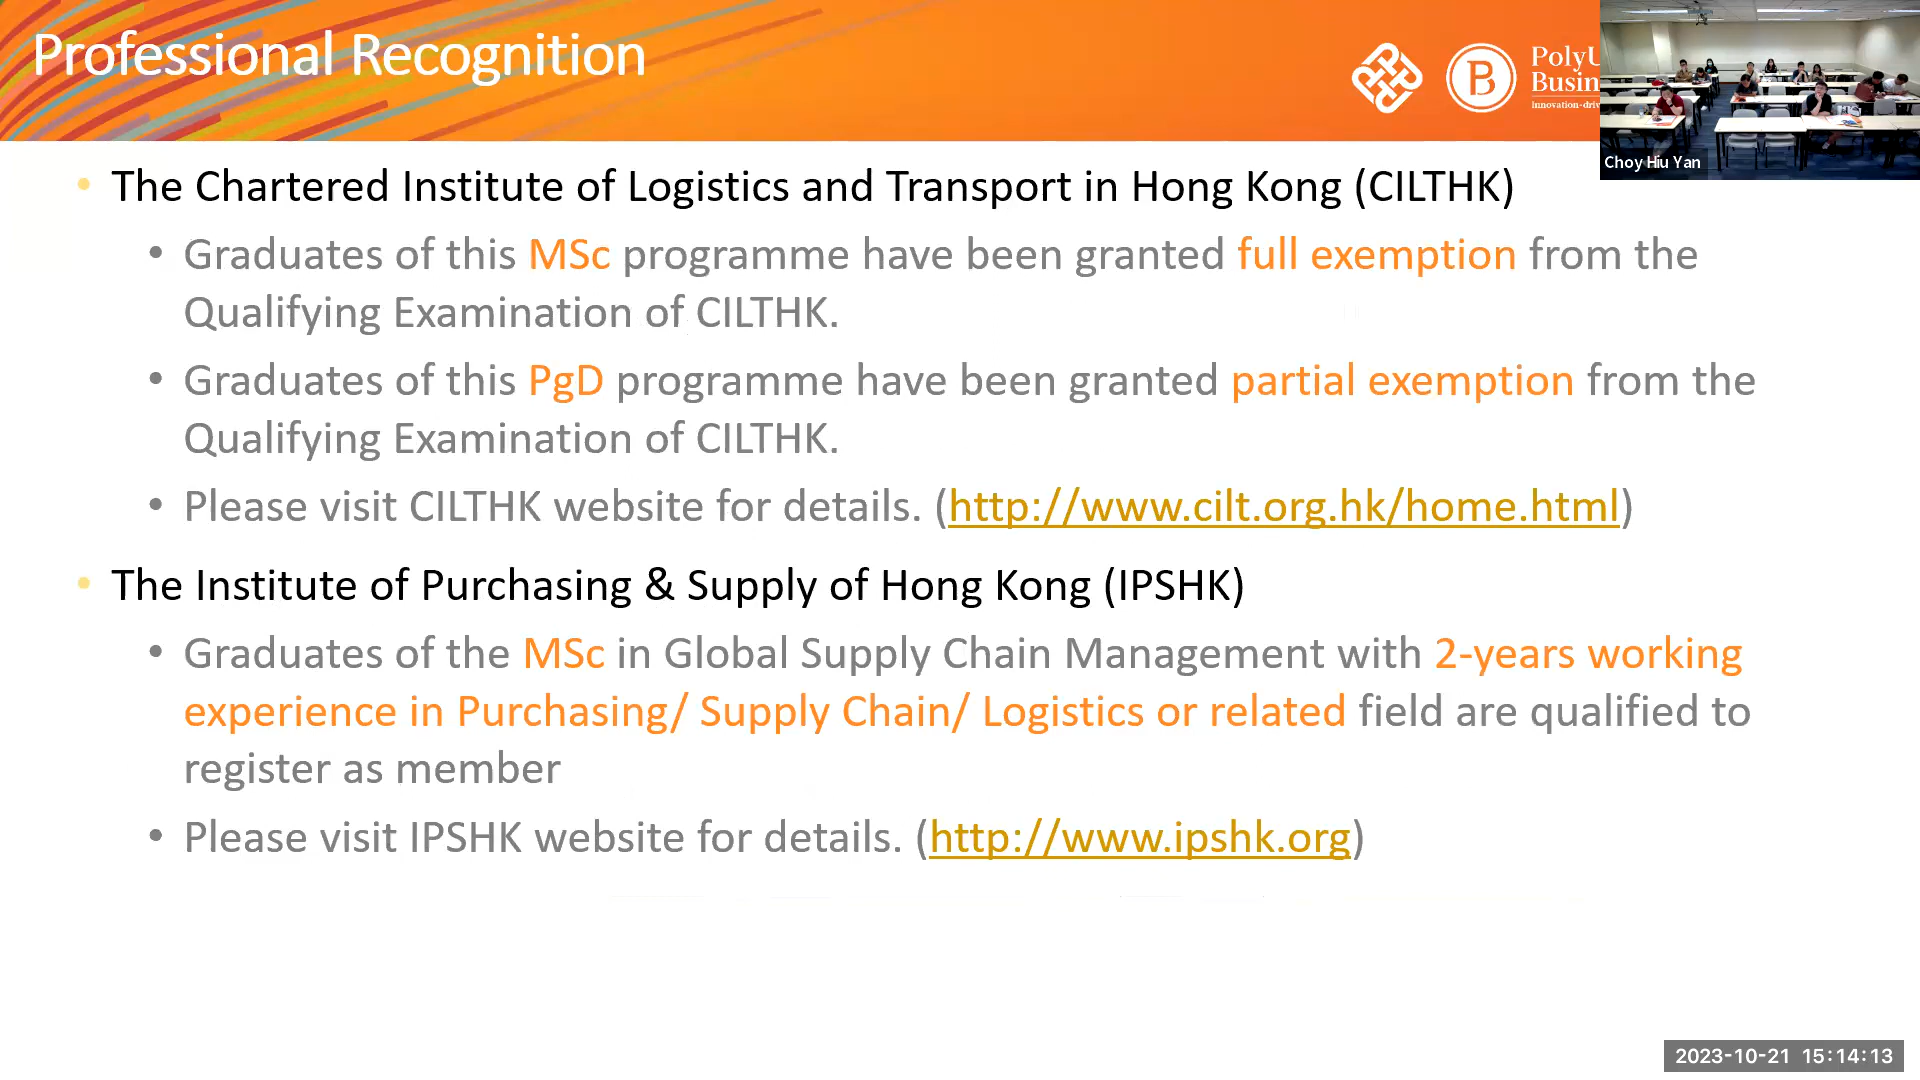 Professional Recognition
B
PolyU
Busin
Innovation-driv
Choy Hiu Yan
• The Chartered Institute of Logistics and Transport in Hong Kong (CILTHK)
• Graduates of this MSc programme have been granted full exemption from the
Qualifying Examination of CILTHK.
• Graduates of this PgD programme have been granted partial exemption from the
Qualifying Examination of CILTHK.
• Please visit CILTHK website for details. (http://www.cilt.org.hk/home.html)
• The Institute of Purchasing & Supply of Hong Kong (IPSHK)
• Graduates of the MSc in Global Supply Chain Management with 2-years working
experience in Purchasing/ Supply Chain/ Logistics or related field are qualified to
register as member
• Please visit IPSHK website for details. (http://www.ipshk.org)
2023-10-21 15:14:13